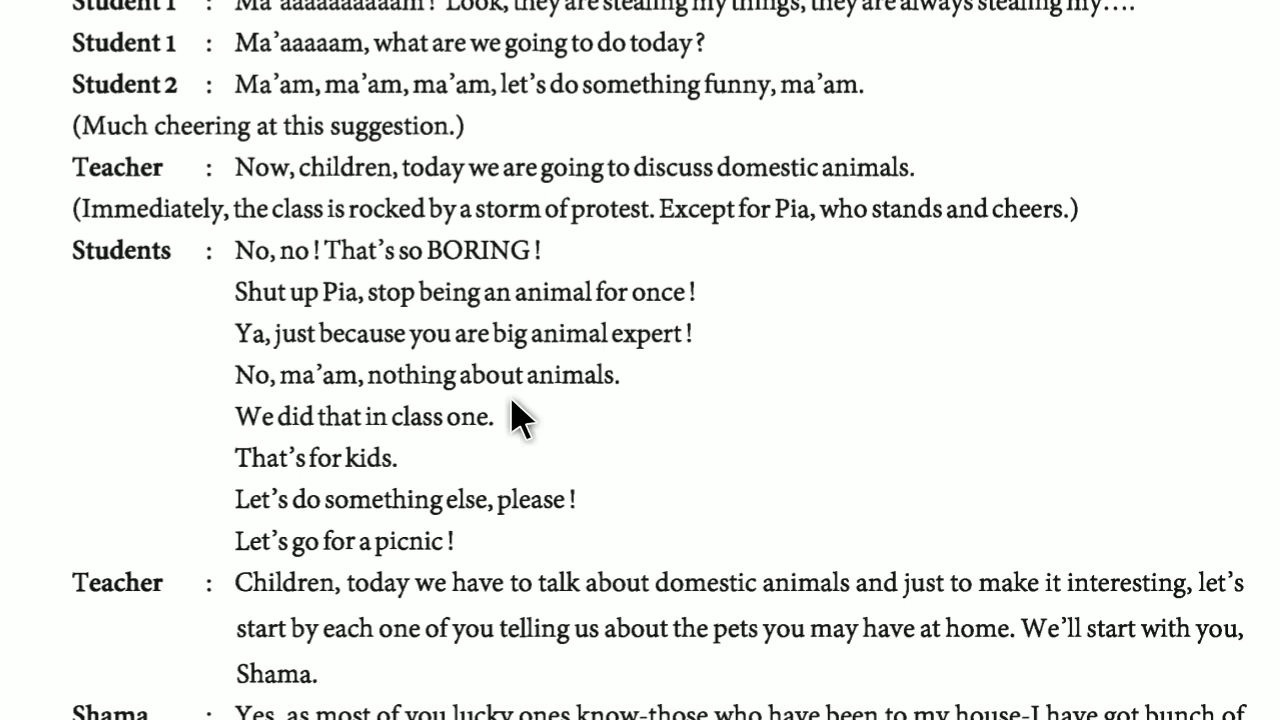 Student 1 : Ma'aaaaaaaaaam! Look, they are stealing my things, they are always stealing my....
Student 1 : Ma'aaaaam, what are we going to do today?
Student 2 : Ma'am, ma'am, ma'am, let's do something funny, ma'am.
(Much cheering at this suggestion.)
Teacher : Now, children, today we are going to discuss domestic animals.
(Immediately, the class is rocked by a storm of protest. Except for Pia, who stands and cheers.)
Students : No, no! That's so BORING!
Shut up Pia, stop being an animal for once!
Ya, just because you are big animal expert!
No, ma'am, nothing about animals.
We did that in class one.
That's for kids.
Let's do something else, please!
Let's go for a picnic!
Teacher : Children, today we have to talk about domestic animals and just to make it interesting, let's
start by each one of you telling us about the pets you may have at home. We'll start with you,
Shama.
Shama : Yes, as most of you lucky ones know-those who have been to my house-I have got bunch of